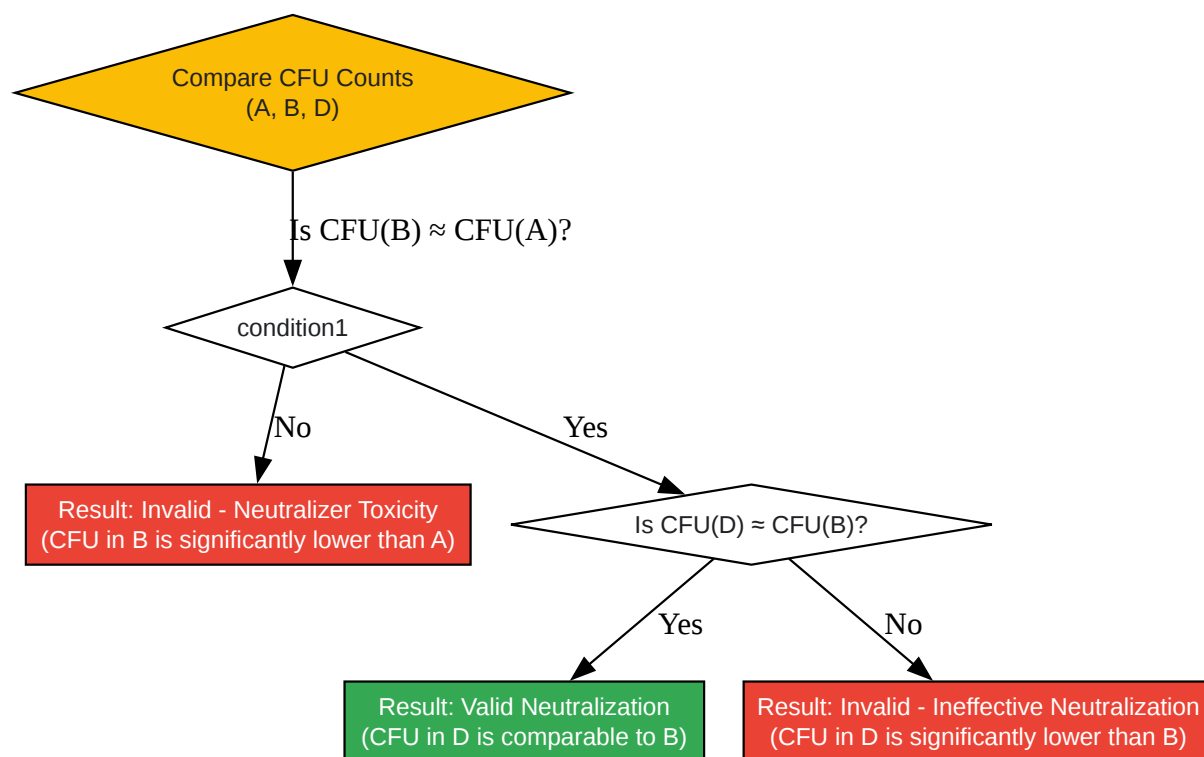 Compare CFU Counts
(A, B, D)
Is CFU(B) ≈ CFU(A)?
condition1
No
Yes
Result: Invalid - Neutralizer Toxicity
(CFU in B is significantly lower than A)
Is CFU(D) ≈ CFU(B)?
Yes
No
Result: Valid Neutralization
(CFU in D is comparable to B)
Result: Invalid - Ineffective Neutralization
(CFU in D is significantly lower than B)